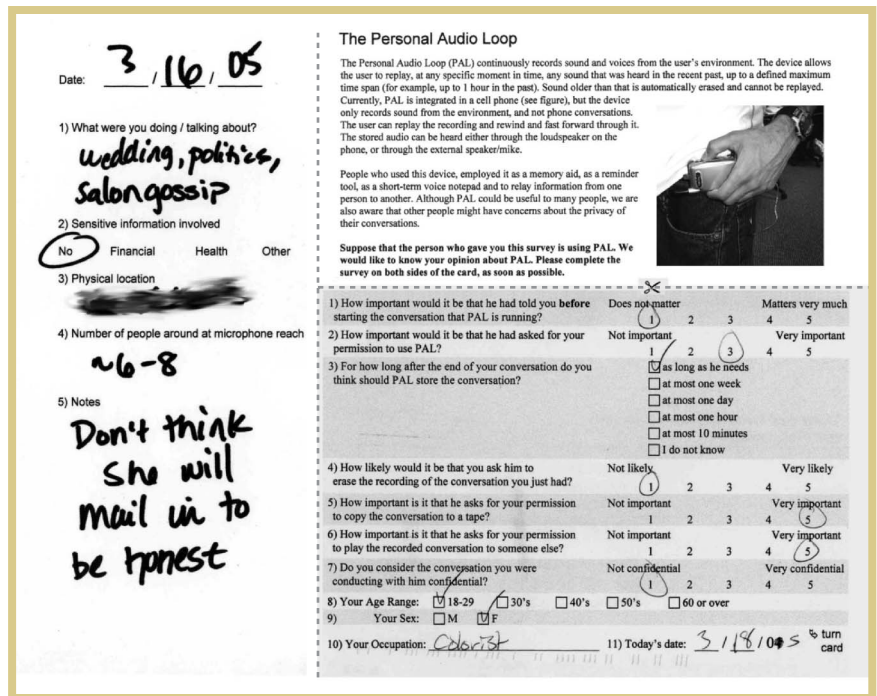 Date: 3 / 16 / 05
1) What were you doing / talking about?
wedding, politics,
salon gossip
2) Sensitive information involved
No Financial Health Other
3) Physical location
4) Number of people around at microphone reach
~6-8
5) Notes
Don't think
she will
mail in to
be honest
The Personal Audio Loop
The Personal Audio Loop (PAL) continuously records sound and voices from the user's environment. The device allows
the user to replay, at any specific moment in time, any sound that was heard in the recent past, up to a defined maximum
time span (for example, up to 1 hour in the past). Sound older than that is automatically erased and cannot be replayed.
Currently, PAL is integrated in a cell phone (see figure), but the device
only records sound from the environment, and not phone conversations.
The user can replay the recording and rewind and fast forward through it.
The stored audio can be heard either through the loudspeaker on the
phone, or through the external speaker/mike.
People who used this device, employed it as a memory aid, as a reminder
tool, as a short-term voice notepad and to relay information from one
person to another. Although PAL could be useful to many people, we are
also aware that other people might have concerns about the privacy of
their conversations.
Suppose that the person who gave you this survey is using PAL. We
would like to know your opinion about PAL. Please complete the
survey on both sides of the card, as soon as possible.
1) How important would it be that he had told you before Does not matter Matters very much
starting the conversation that PAL is running? 1 2 3 4 5
2) How important would it be that he had asked for your Not important Very important
permission to use PAL? 1 2 3 4 5
3) For how long after the end of your conversation do you as long as he needs
think should PAL store the conversation? at most one week
at most one day
at most one hour
at most 10 minutes
I do not know
4) How likely would it be that you ask him to Not likely Very likely
erase the recording of the conversation you just had? 1 2 3 4 5
5) How important is it that he asks for your permission Not important Very important
to copy the conversation to a tape? 1 2 3 4 5
6) How important is it that he asks for your permission Not important Very important
to play the recorded conversation to someone else? 1 2 3 4 5
7) Do you consider the conversation you were Not confidential Very confidential
conducting with him confidential? 1 2 3 4 5
8) Your Age Range: 18-29 30's 40's 50's 60 or over
9) Your Sex: M F
10) Your Occupation: Colorist 11) Today's date: 3 / 18 / 05 turn
card